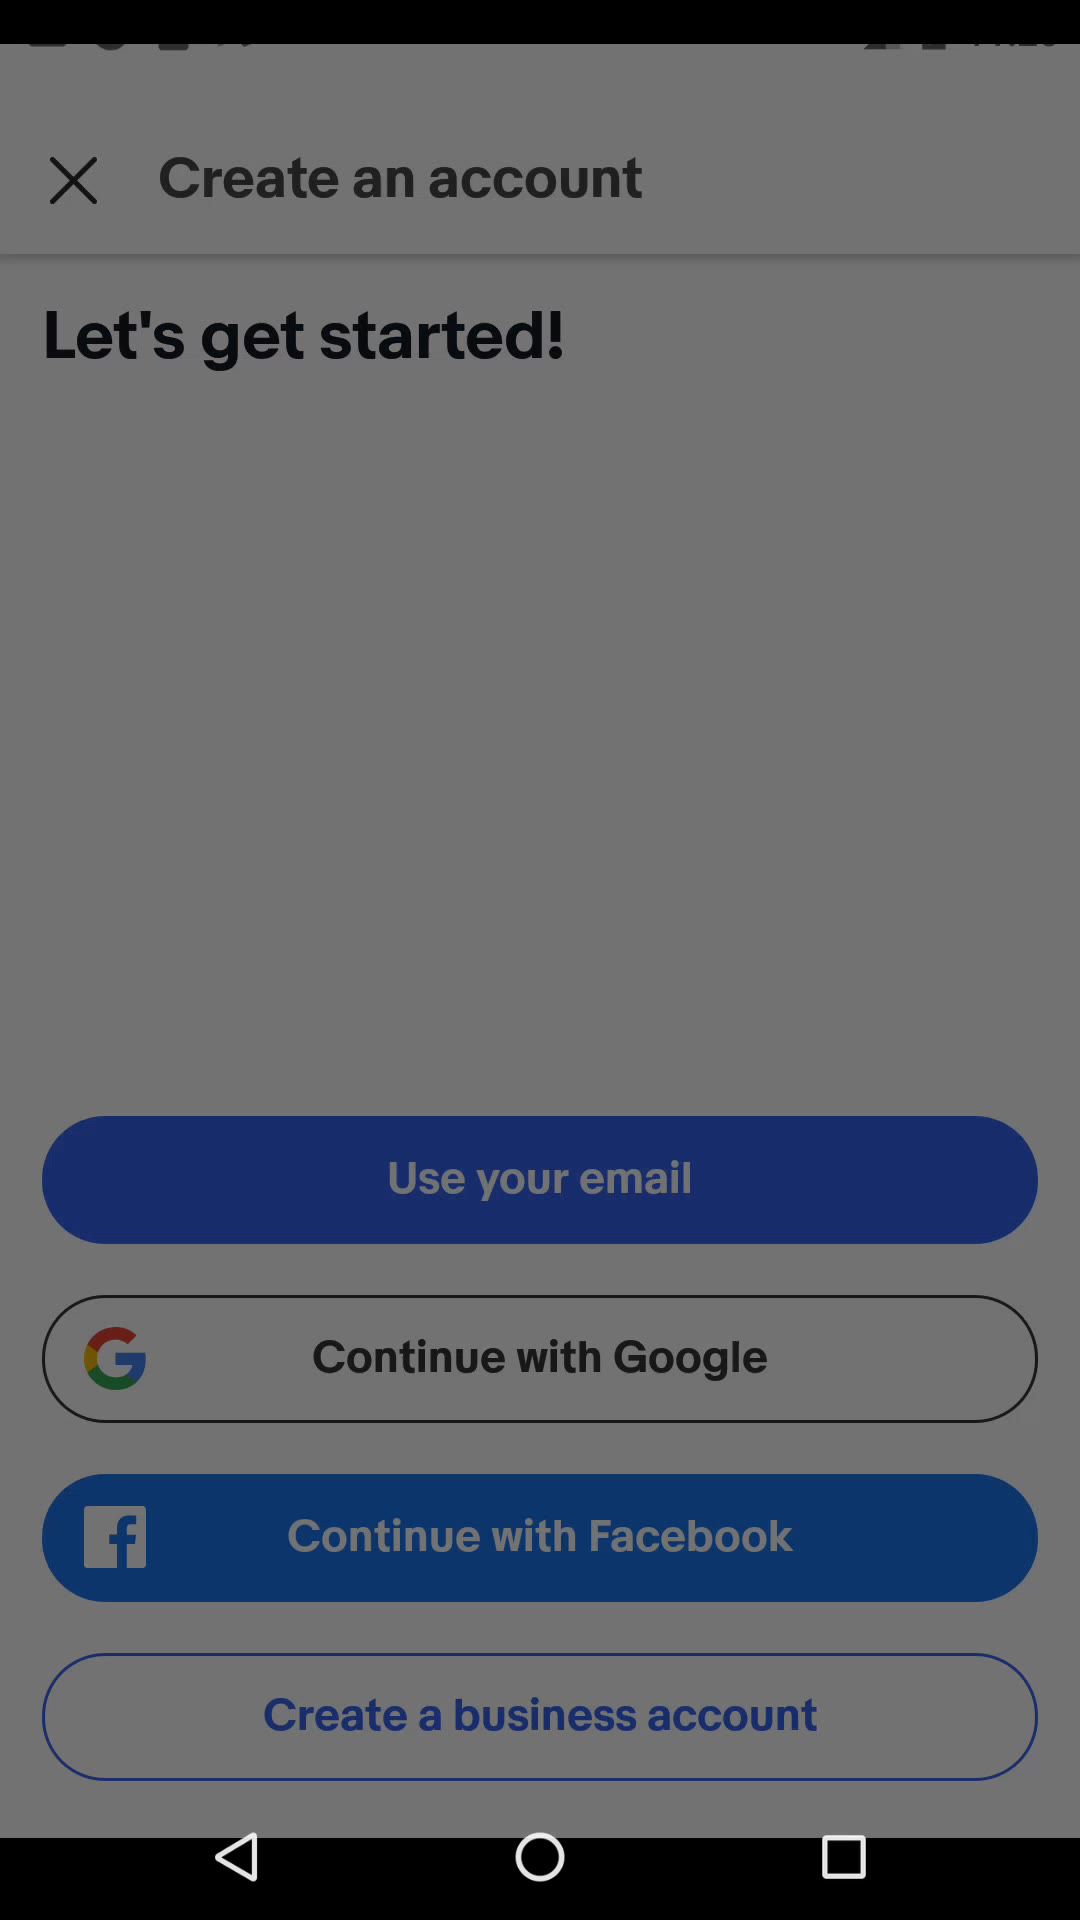 Create an account
Let's get started!
Use your email
Continue with Google
Continue with Facebook
Create a business account